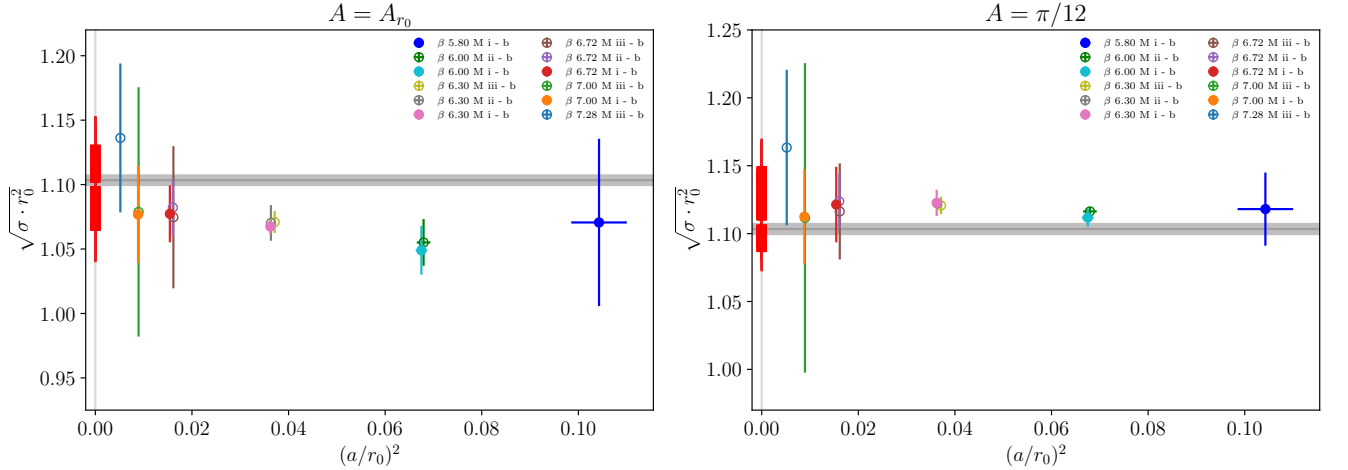 A = A_{r_0}
√σ · r_0^2
1.20
1.15
1.10
1.05
1.00
0.95
β 5.80 M i - b
β 6.00 M ii - b
β 6.00 M i - b
β 6.30 M iii - b
β 6.30 M ii - b
β 6.30 M i - b
β 6.72 M iii - b
β 6.72 M ii - b
β 6.72 M i - b
β 7.00 M iii - b
β 7.00 M i - b
β 7.28 M iii - b
0.00 0.02 0.04 0.06 0.08 0.10
(a/r_0)^2
A = π/12
√σ · r_0^2
1.25
1.20
1.15
1.10
1.05
1.00
β 5.80 M i - b
β 6.00 M ii - b
β 6.00 M i - b
β 6.30 M iii - b
β 6.30 M ii - b
β 6.30 M i - b
β 6.72 M iii - b
β 6.72 M ii - b
β 6.72 M i - b
β 7.00 M iii - b
β 7.00 M i - b
β 7.28 M iii - b
0.00 0.02 0.04 0.06 0.08 0.10
(a/r_0)^2